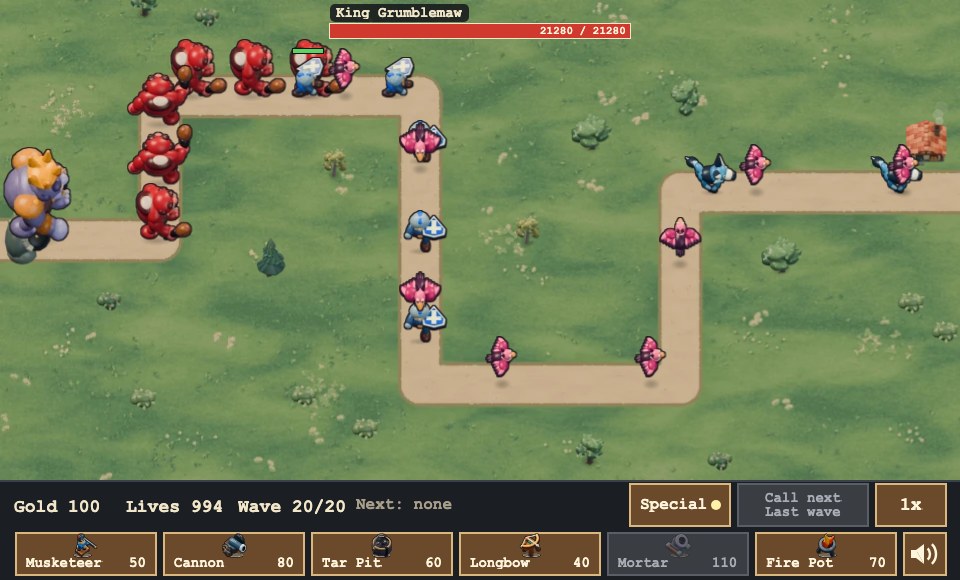 King Grumblemaw
21280 / 21280
Gold 100 Lives 994 Wave 20/20 Next: none
Special
Call next
Last wave
1x
Musketeer 50
Cannon 80
Tar Pit 60
Longbow 40
Mortar 110
Fire Pot 70